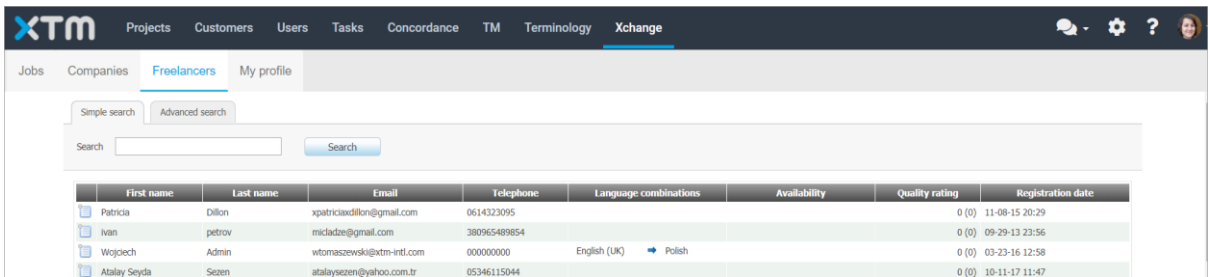 XTM Projects Customers Users Tasks Concordance TM Terminology Xchange ?
Jobs Companies Freelancers My profile
Simple search Advanced search
Search Search
First name Last name Email Telephone Language combinations Availability Quality rating Registration date
Patricia Dillon xpatriciaxdillon@gmail.com 0614323095 0 (0) 11-08-15 20:29
ivan petrov micladze@gmail.com 380965489854 0 (0) 09-29-13 23:56
Wojciech Admin wtomaszewski@xtm-intl.com 000000000 English (UK) ➡ Polish 0 (0) 03-23-16 12:58
Atalay Seyda Sezen atalaysezen@yahoo.com.tr 05346115044 0 (0) 10-11-17 11:47